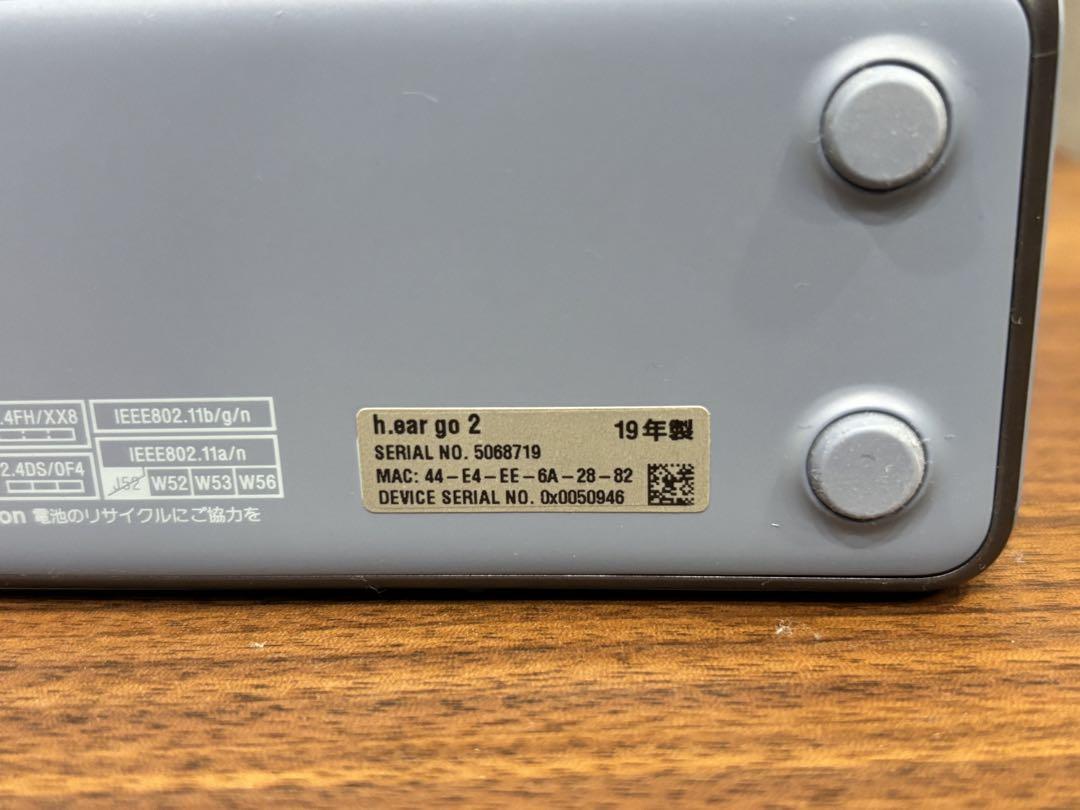 .4FH/XX8
IEEE802.11b/g/n
2.4DS/OF4
IEEE802.11a/n
J52 W52 W53 W56
on 電池のリサイクルにご協力を
h.ear go 2
19年製
SERIAL NO. 5068719
MAC: 44-E4-EE-6A-28-82
DEVICE SERIAL NO. 0x0050946